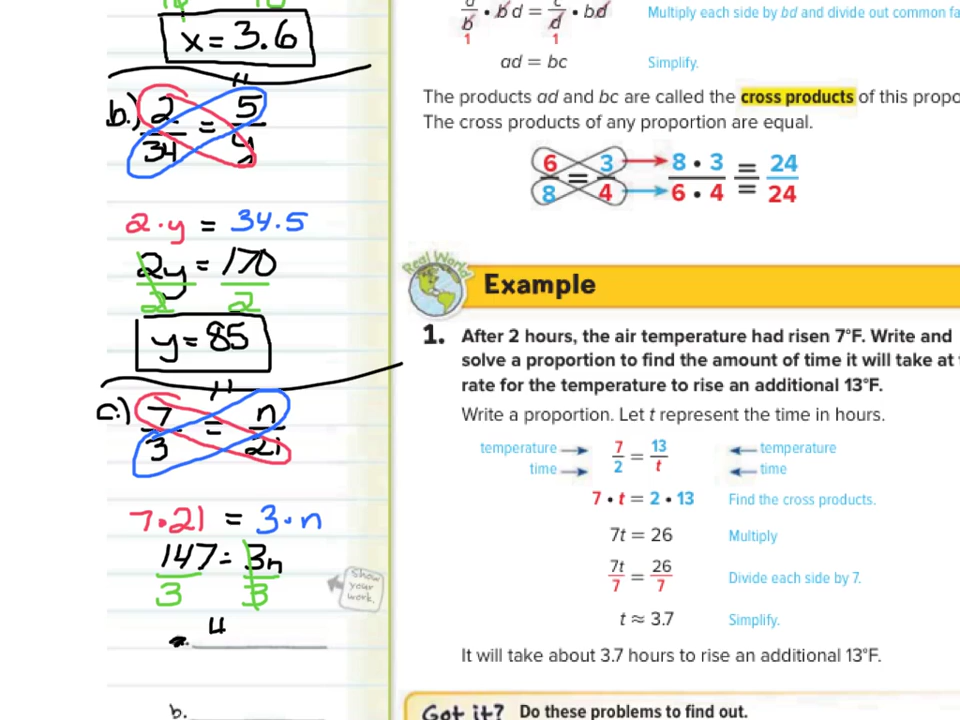 x = 3.6
b.) 2/34 = 5/y
2·y = 34·5
2y/2 = 170/2
y = 85
c.) 7/3 = n/21
7·21 = 3·n
147/3 = 3n/3
4
Show
your
work.
b.
b/1 · bd = c/d · bd
1
Multiply each side by bd and divide out common fa
ad = bc
Simplify.
The products ad and bc are called the cross products of this propo
The cross products of any proportion are equal.
6/8 = 3/4 8 • 3 / 6 • 4 = 24/24
Real World
Example
1. After 2 hours, the air temperature had risen 7°F. Write and
solve a proportion to find the amount of time it will take at
rate for the temperature to rise an additional 13°F.
Write a proportion. Let t represent the time in hours.
temperature 7/2 = 13/t temperature
time time
7 • t = 2 • 13 Find the cross products.
7t = 26 Multiply
7t/7 = 26/7 Divide each side by 7.
t ≈ 3.7 Simplify.
It will take about 3.7 hours to rise an additional 13°F.
Got it? Do these problems to find out.